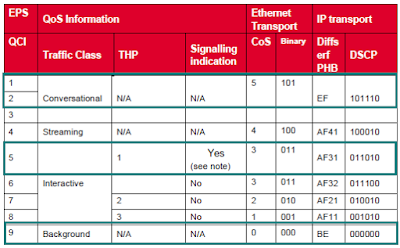 EPS QoS Information Ethernet Transport IP transport
QCI Traffic Class THP Signalling indication CoS Binary Diffs erf PHB DSCP
1 5 101
2 Conversational N/A N/A EF 101110
3
4 Streaming N/A N/A 4 100 AF41 100010
5 1 Yes (see note) 3 011 AF31 011010
6 Interactive No 3 011 AF32 011100
7 2 No 2 010 AF21 010010
8 3 No 1 001 AF11 001010
9 Background N/A N/A 0 000 BE 000000